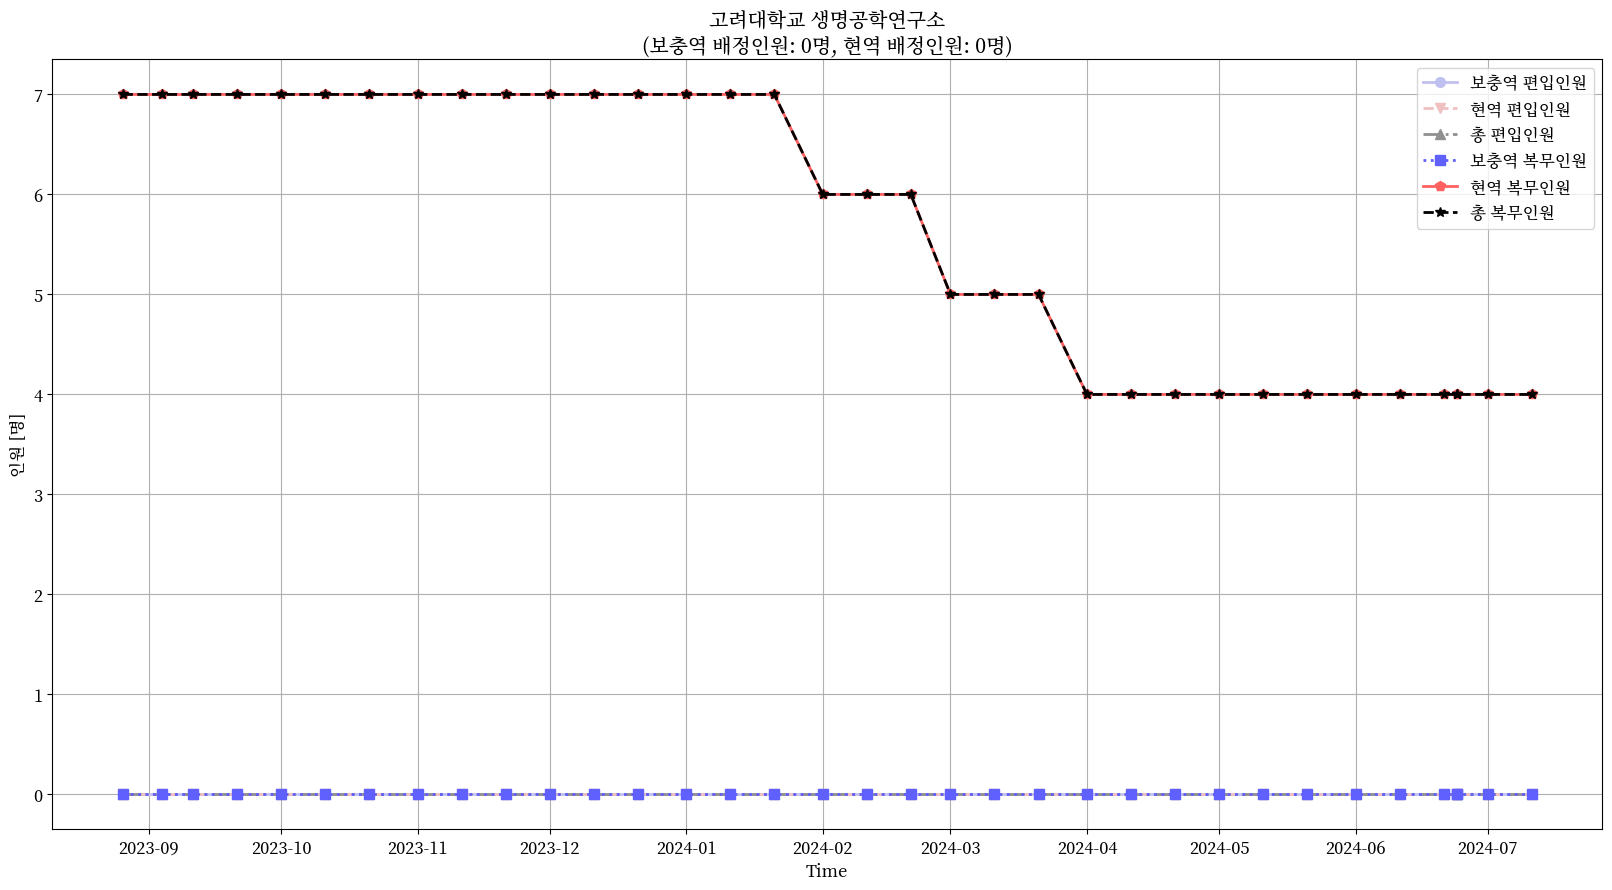 고려대학교 생명공학연구소
(보충역 배정인원: 0명, 현역 배정인원: 0명)
보충역 편입인원
현역 편입인원
총 편입인원
보충역 복무인원
현역 복무인원
총 복무인원
인원 [명]
7
6
5
4
3
2
1
0
2023-09 2023-10 2023-11 2023-12 2024-01 2024-02 2024-03 2024-04 2024-05 2024-06 2024-07
Time